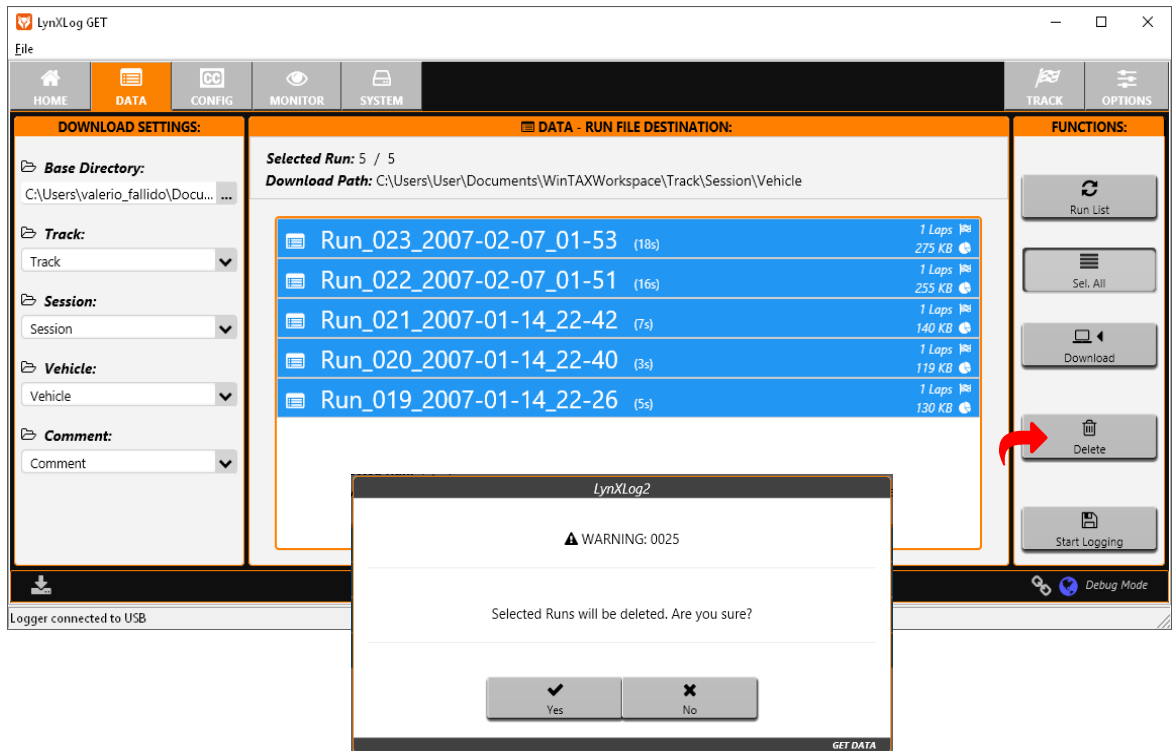 LynXLog GET
File
HOME
DATA
CONFIG
MONITOR
SYSTEM
TRACK
OPTIONS
DOWNLOAD SETTINGS:
Base Directory:
C:\Users\valerio_fallido\Docu... ...
Track:
Track
Session:
Session
Vehicle:
Vehicle
Comment:
Comment
DATA - RUN FILE DESTINATION:
Selected Run: 5 / 5
Download Path: C:\Users\User\Documents\WinTAXWorkspace\Track\Session\Vehicle
Run_023_2007-02-07_01-53 (18s)
1 Laps
275 KB
Run_022_2007-02-07_01-51 (16s)
1 Laps
255 KB
Run_021_2007-01-14_22-42 (7s)
1 Laps
140 KB
Run_020_2007-01-14_22-40 (3s)
1 Laps
119 KB
Run_019_2007-01-14_22-26 (5s)
1 Laps
130 KB
FUNCTIONS:
Run List
Sel. All
Download
Delete
Start Logging
Debug Mode
Logger connected to USB
LynXLog2
WARNING: 0025
Selected Runs will be deleted. Are you sure?
Yes
No
GET DATA